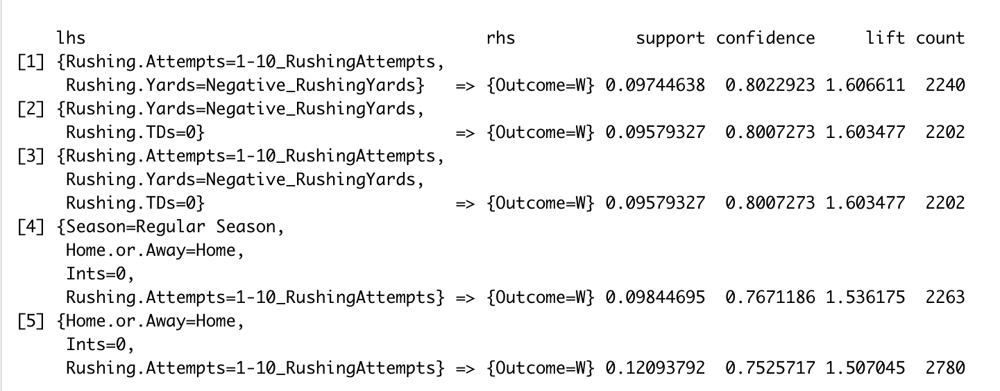 lhs rhs support confidence lift count
[1] {Rushing.Attempts=1-10_RushingAttempts,
Rushing.Yards=Negative_RushingYards} => {Outcome=W} 0.09744638 0.8022923 1.606611 2240
[2] {Rushing.Yards=Negative_RushingYards,
Rushing.TDs=0} => {Outcome=W} 0.09579327 0.8007273 1.603477 2202
[3] {Rushing.Attempts=1-10_RushingAttempts,
Rushing.Yards=Negative_RushingYards,
Rushing.TDs=0} => {Outcome=W} 0.09579327 0.8007273 1.603477 2202
[4] {Season=Regular Season,
Home.or.Away=Home,
Ints=0,
Rushing.Attempts=1-10_RushingAttempts} => {Outcome=W} 0.09844695 0.7671186 1.536175 2263
[5] {Home.or.Away=Home,
Ints=0,
Rushing.Attempts=1-10_RushingAttempts} => {Outcome=W} 0.12093792 0.7525717 1.507045 2780